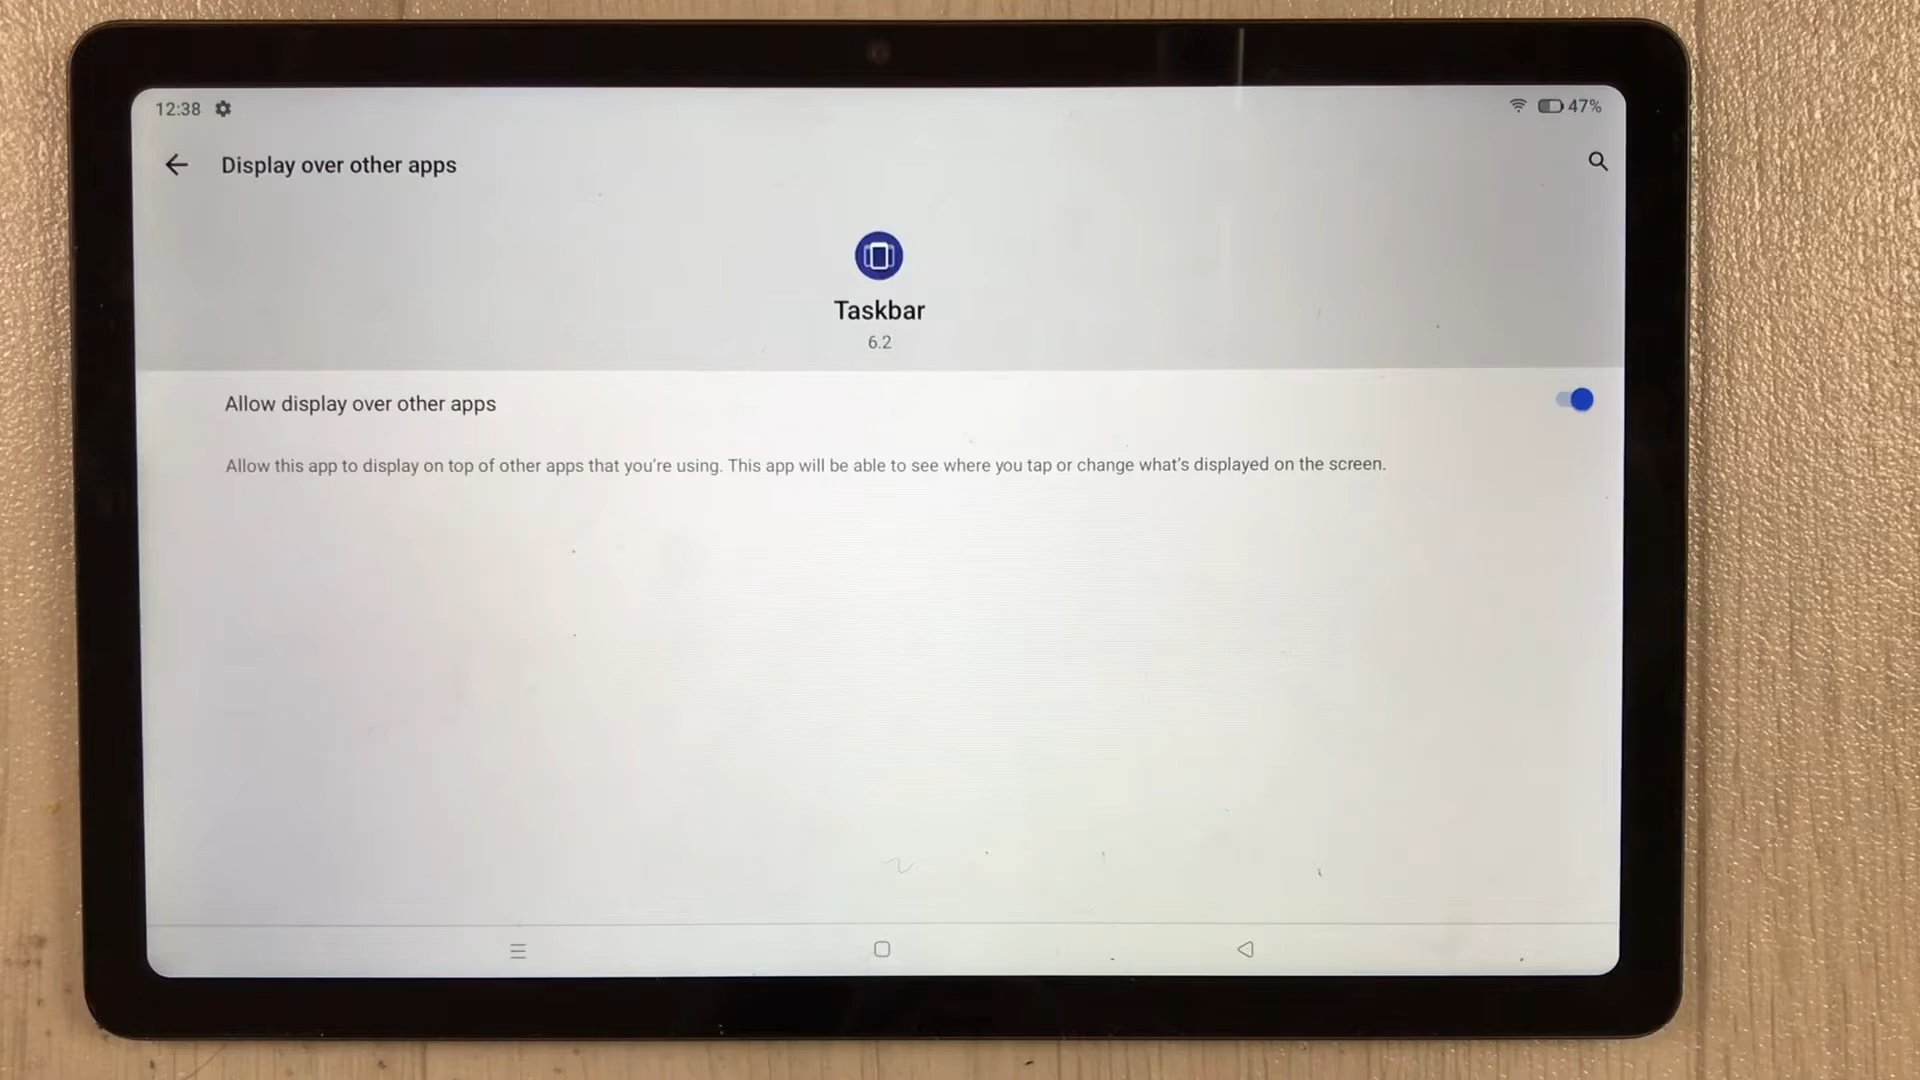 12:38
47%
Display over other apps
Taskbar
6.2
Allow display over other apps
Allow this app to display on top of other apps that you're using. This app will be able to see where you tap or change what's displayed on the screen.